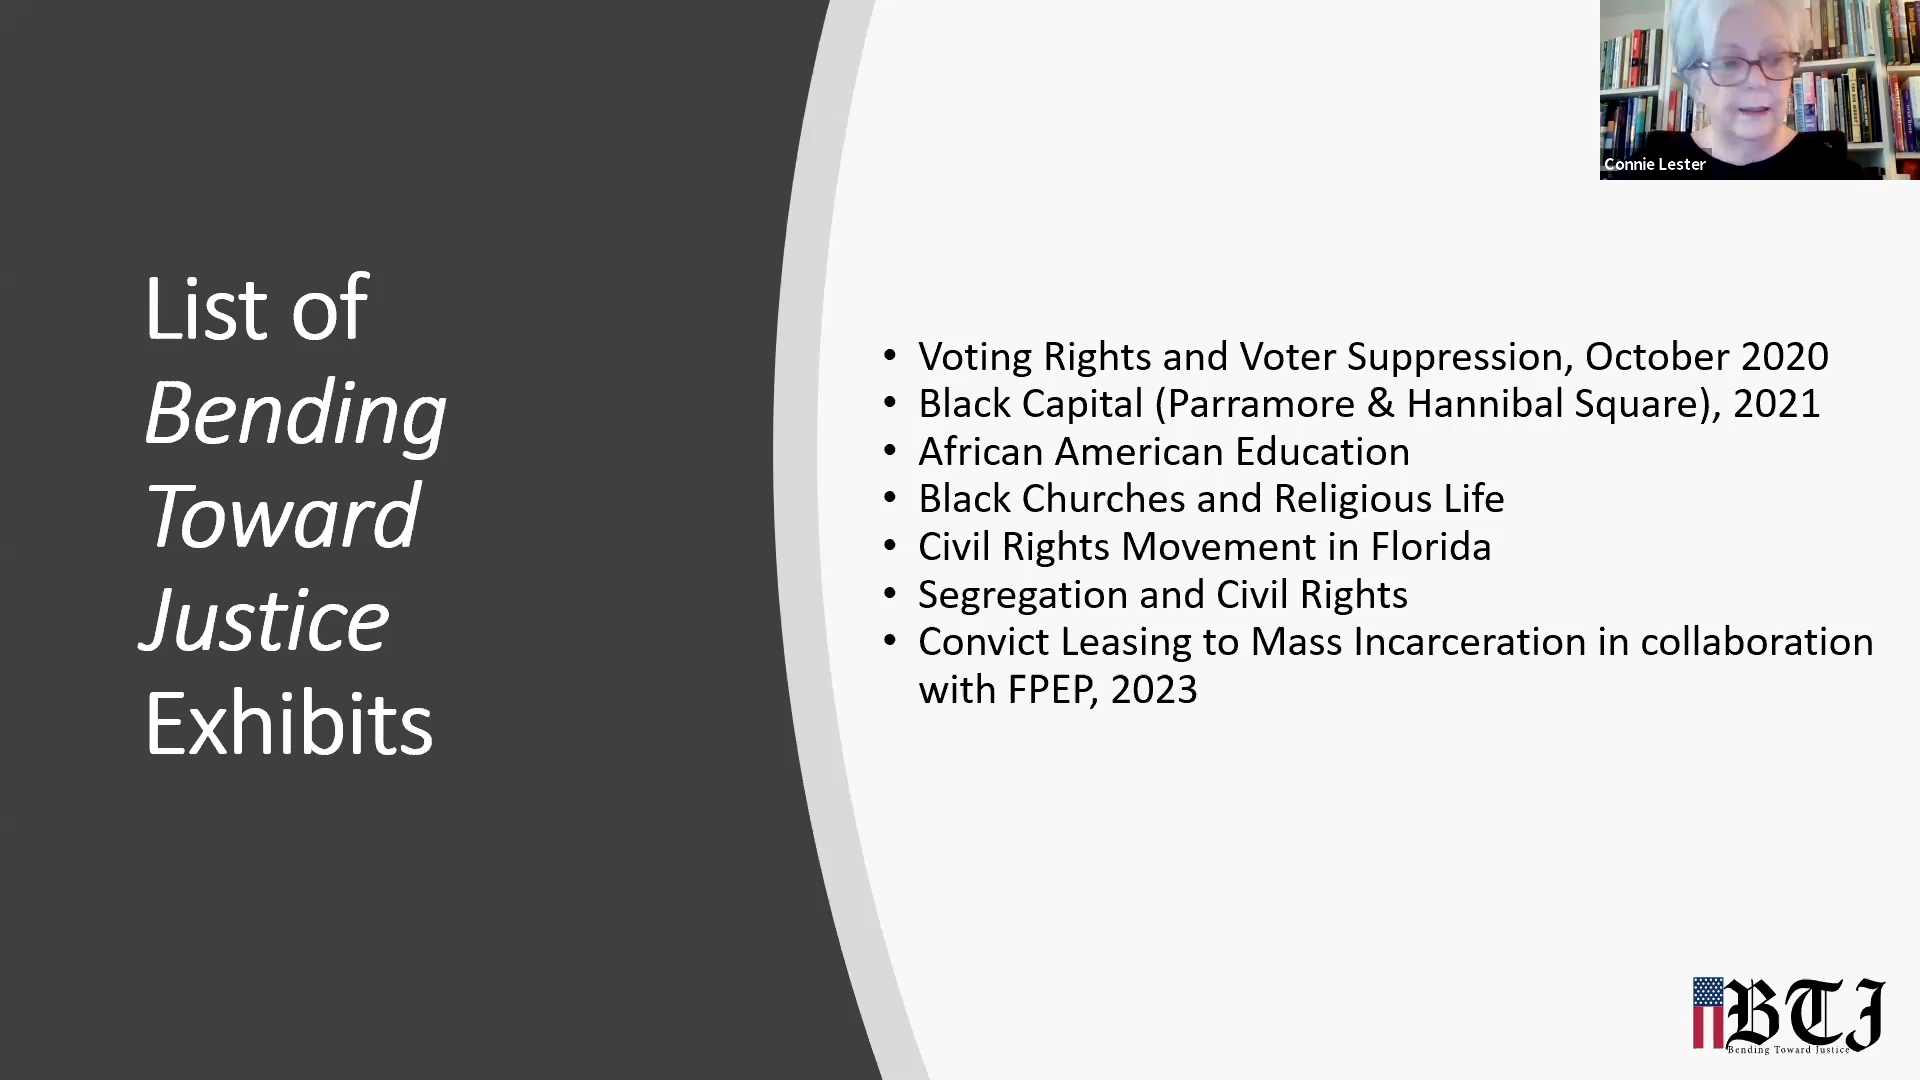 List of
Bending
Toward
Justice
Exhibits
Connie Lester
• Voting Rights and Voter Suppression, October 2020
• Black Capital (Parramore & Hannibal Square), 2021
• African American Education
• Black Churches and Religious Life
• Civil Rights Movement in Florida
• Segregation and Civil Rights
• Convict Leasing to Mass Incarceration in collaboration
with FPEP, 2023
BTJ
Bending Toward Justice